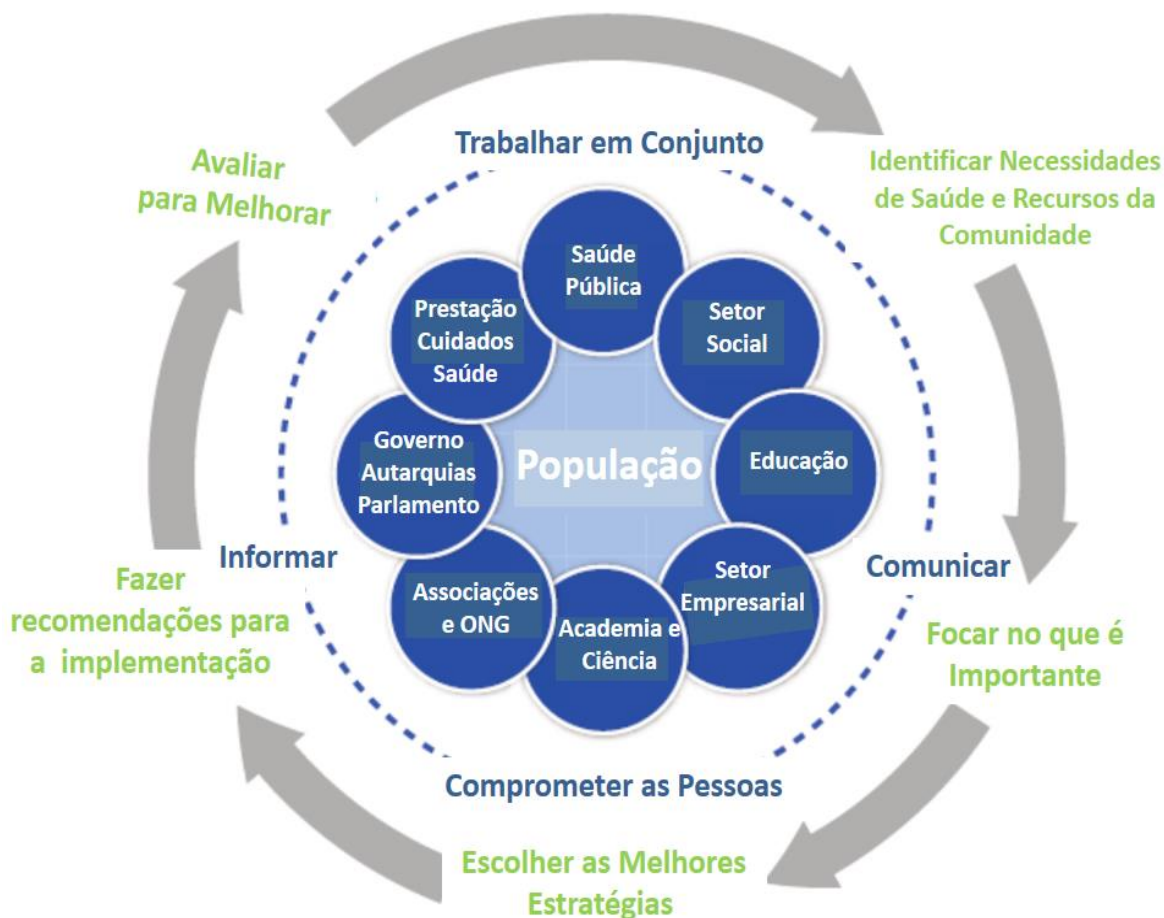 Trabalhar em Conjunto
Avaliar
para Melhorar
Identificar Necessidades
de Saúde e Recursos da
Comunidade
Saúde
Pública
Prestação
Cuidados
Saúde
Setor
Social
Governo
Autarquias
Parlamento
População
Educação
Informar
Comunicar
Fazer
recomendações para
a implementação
Associações
e ONG
Academia e
Ciência
Setor
Empresarial
Focar no que é
Importante
Comprometer as Pessoas
Escolher as Melhores
Estratégias